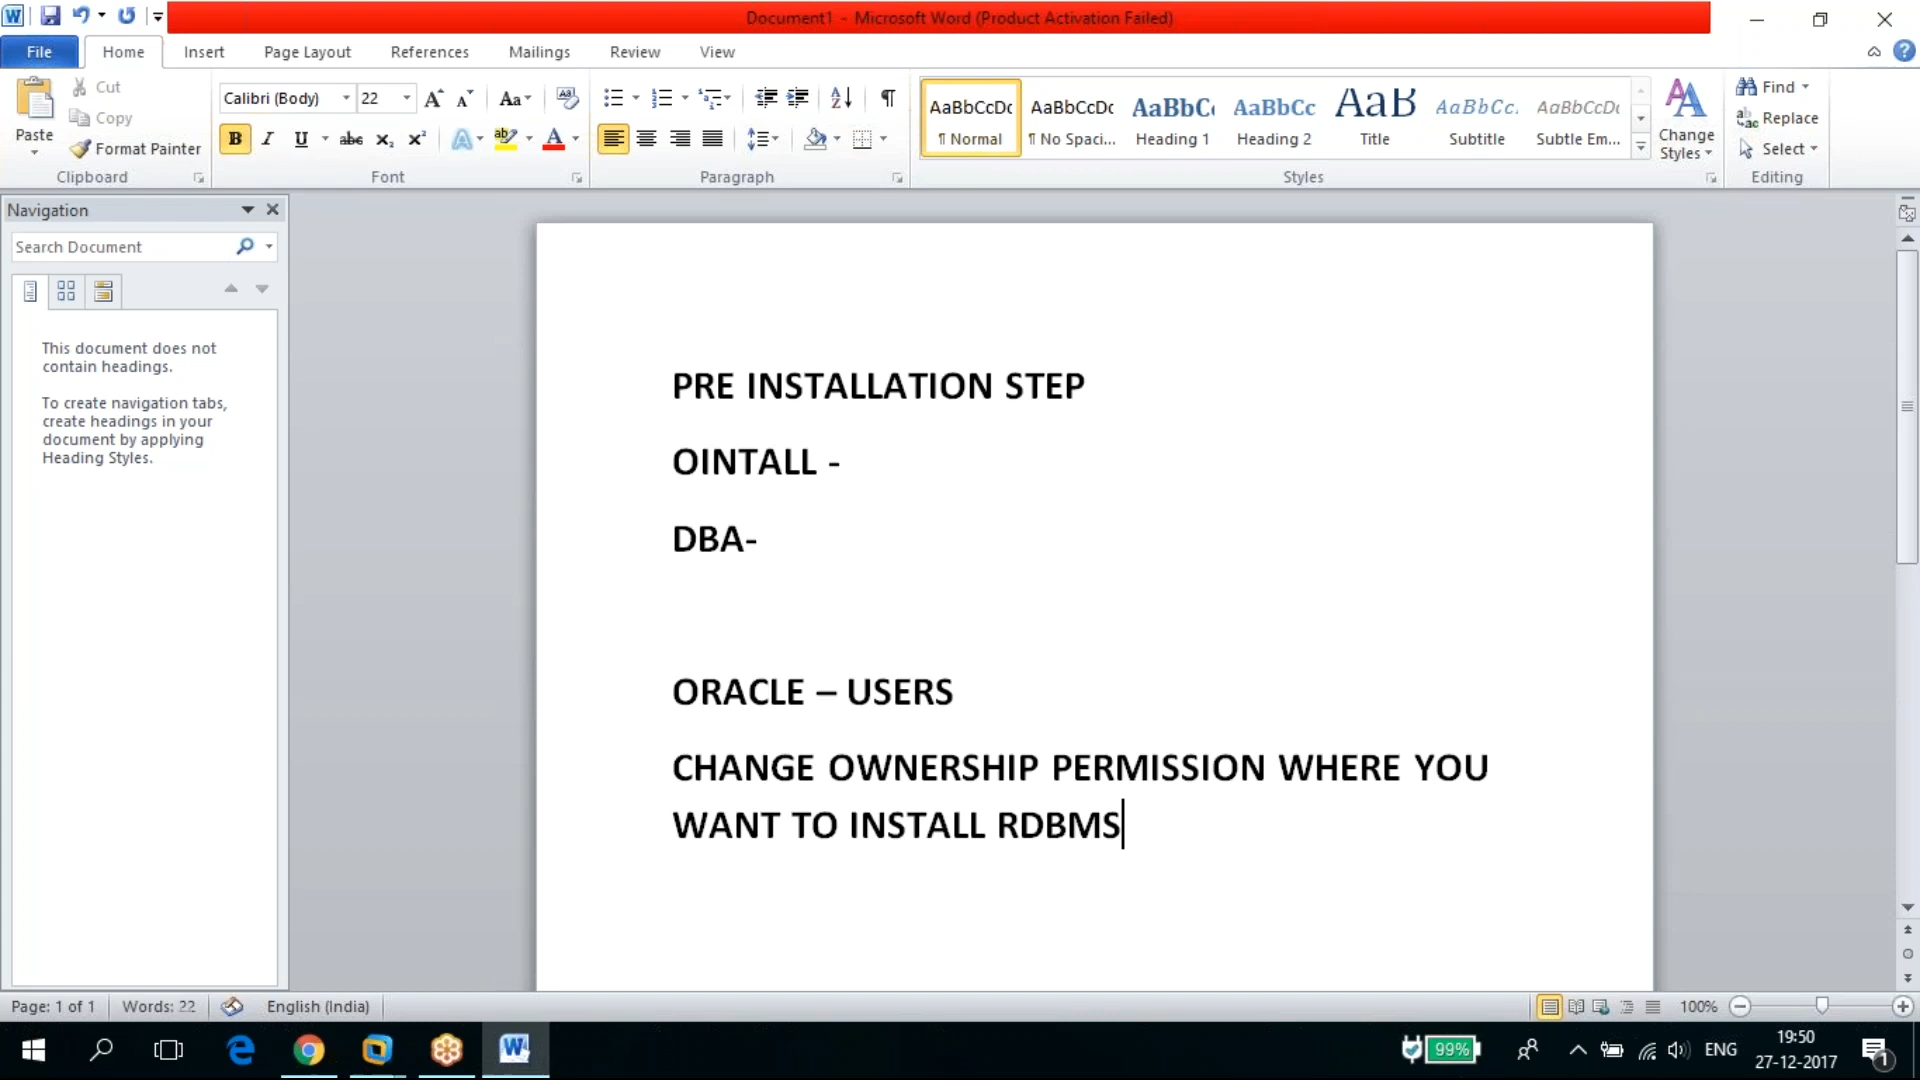 Document1 - Microsoft Word (Product Activation Failed)
File Home Insert Page Layout References Mailings Review View
Paste
Cut
Copy
Format Painter
Clipboard
Calibri (Body) 22
Font
Paragraph
AaBbCcDc AaBbCcDc AaBbC AaBbCc AaB AaBbCc. AaBbCcDc
¶ Normal ¶ No Spaci... Heading 1 Heading 2 Title Subtitle Subtle Em...
Change
Styles
Styles
Find
Replace
Select
Editing
Navigation
Search Document
This document does not
contain headings.
To create navigation tabs,
create headings in your
document by applying
Heading Styles.
PRE INSTALLATION STEP
OINTALL -
DBA-
ORACLE – USERS
CHANGE OWNERSHIP PERMISSION WHERE YOU
WANT TO INSTALL RDBMS
Page: 1 of 1 Words: 22 English (India) 100%
99% ENG
19:50
27-12-2017
1